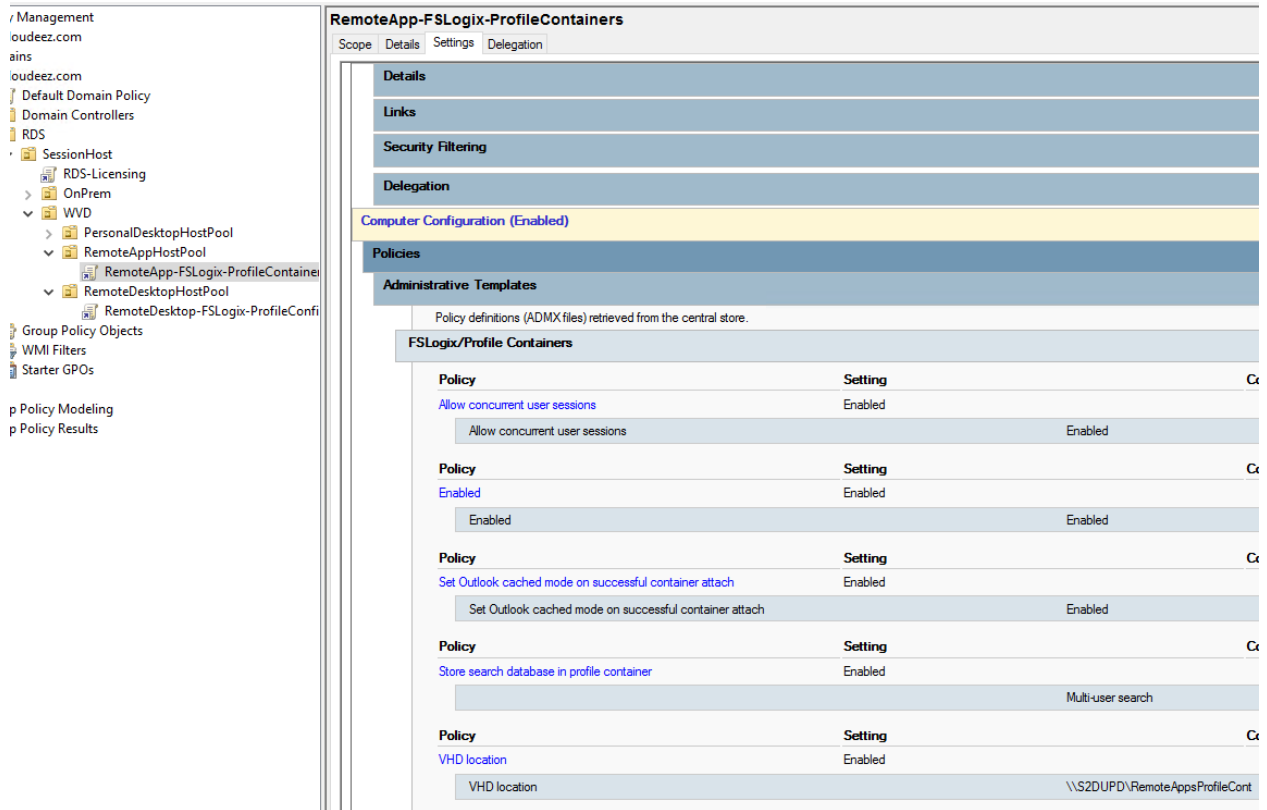 y Management
loudeez.com
ains
loudeez.com
Default Domain Policy
Domain Controllers
RDS
SessionHost
RDS-Licensing
OnPrem
WVD
PersonalDesktopHostPool
RemoteAppHostPool
RemoteApp-FSLogix-ProfileContainer
RemoteDesktopHostPool
RemoteDesktop-FSLogix-ProfileConfi
Group Policy Objects
WMI Filters
Starter GPOs
p Policy Modeling
p Policy Results
RemoteApp-FSLogix-ProfileContainers
Scope Details Settings Delegation
Details
Links
Security Filtering
Delegation
Computer Configuration (Enabled)
Policies
Administrative Templates
Policy definitions (ADMX files) retrieved from the central store.
FSLogix/Profile Containers
Policy Setting Co
Allow concurrent user sessions Enabled
Allow concurrent user sessions Enabled
Policy Setting Co
Enabled Enabled
Enabled Enabled
Policy Setting Co
Set Outlook cached mode on successful container attach Enabled
Set Outlook cached mode on successful container attach Enabled
Policy Setting Co
Store search database in profile container Enabled
Multi-user search
Policy Setting Co
VHD location Enabled
VHD location \\S2DUPD\RemoteAppsProfileCont